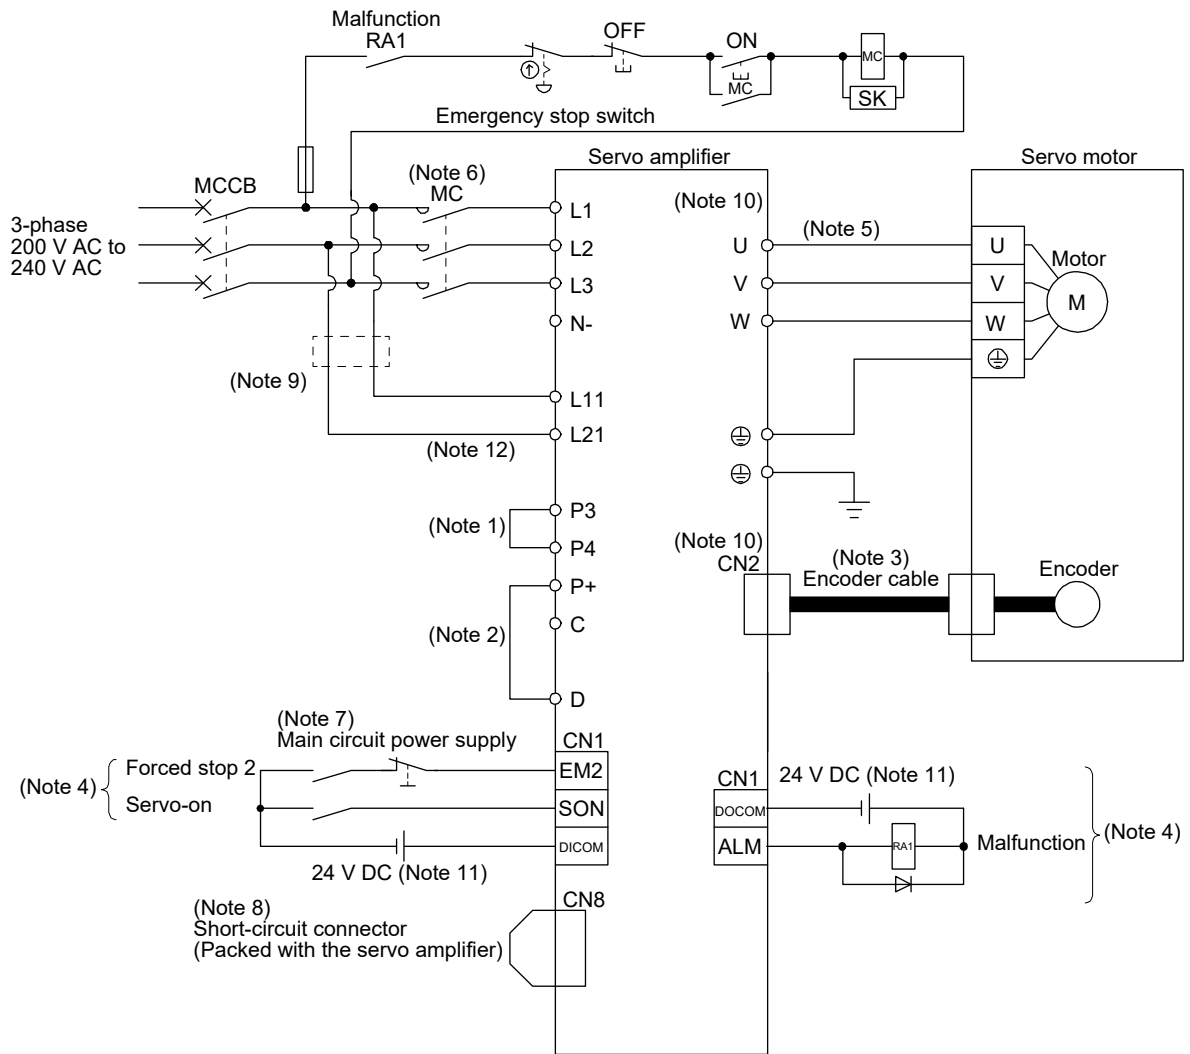 Malfunction
RA1
OFF
ON
MC
MC
SK
Emergency stop switch
Servo amplifier
Servo motor
MCCB
(Note 6)
MC
3-phase
200 V AC to
240 V AC
L1
L2
L3
N-
(Note 10)
U
V
W
(Note 5)
U
V
W
Motor
M
(Note 9)
L11
L21
(Note 12)
(Note 1)
P3
P4
(Note 10)
CN2
(Note 3)
Encoder cable
Encoder
(Note 2)
P+
C
D
(Note 7)
Main circuit power supply
CN1
(Note 4)
Forced stop 2
EM2
Servo-on
SON
DICOM
24 V DC (Note 11)
CN1
24 V DC (Note 11)
DOCOM
ALM
RA1
Malfunction
(Note 4)
(Note 8)
Short-circuit connector
(Packed with the servo amplifier)
CN8